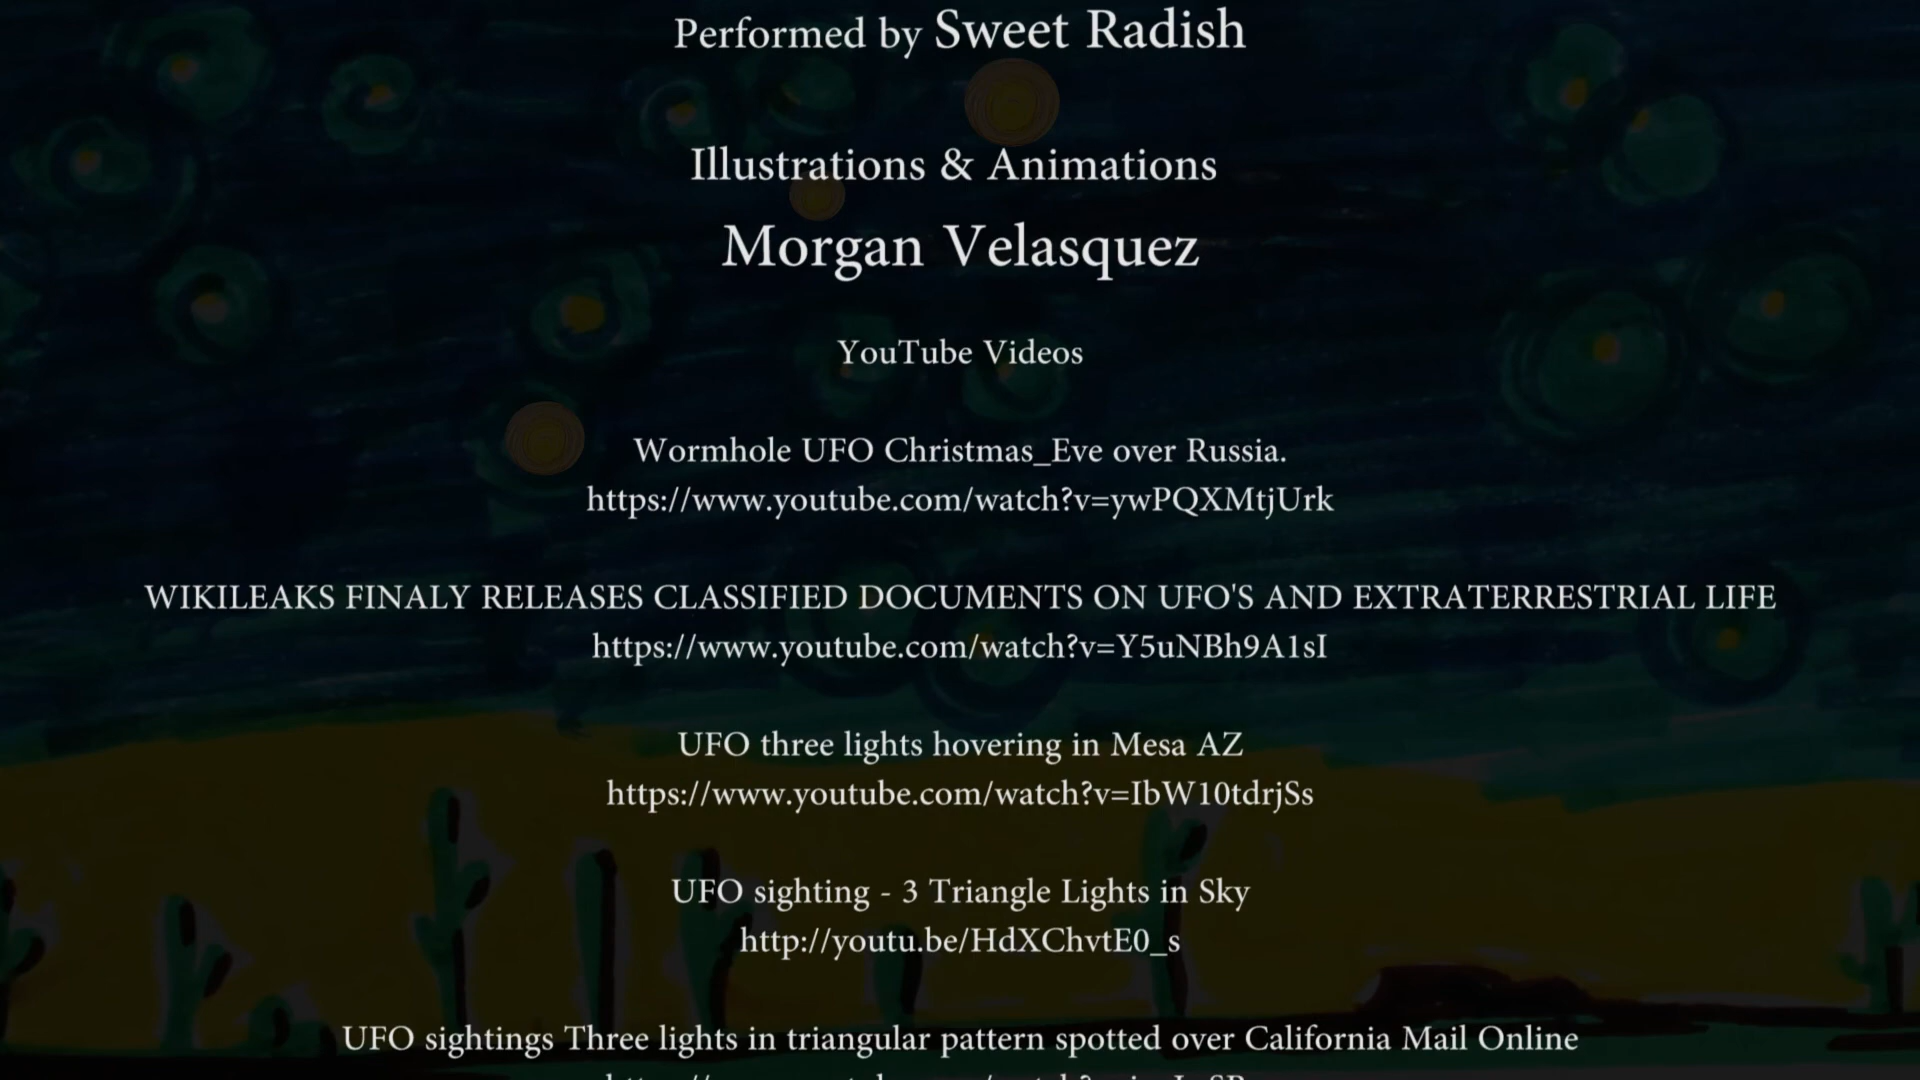 Performed by Sweet Radish
Illustrations & Animations
Morgan Velasquez
YouTube Videos
Wormhole UFO Christmas_Eve over Russia.
https://www.youtube.com/watch?v=ywPQXMtjUrk
WIKILEAKS FINALY RELEASES CLASSIFIED DOCUMENTS ON UFO'S AND EXTRATERRESTRIAL LIFE
https://www.youtube.com/watch?v=Y5uNBh9A1sI
UFO three lights hovering in Mesa AZ
https://www.youtube.com/watch?v=IbW10tdrjSs
UFO sighting - 3 Triangle Lights in Sky
http://youtu.be/HdXChvtE0_s
UFO sightings Three lights in triangular pattern spotted over California Mail Online